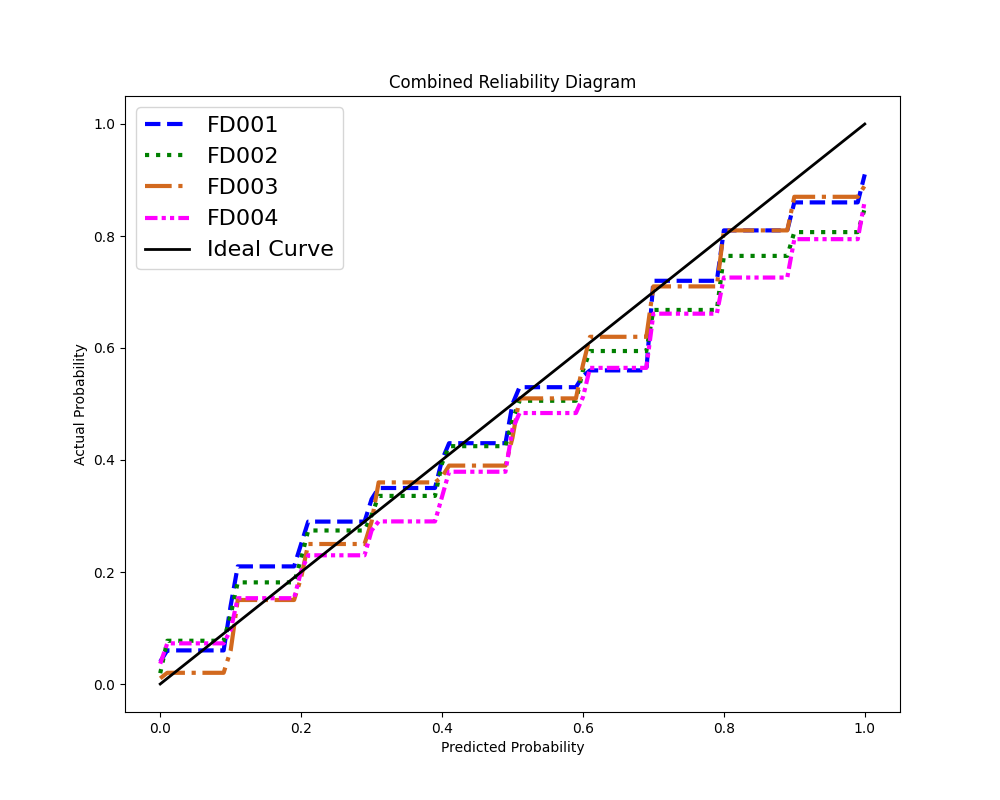 Combined Reliability Diagram
FD001
FD002
FD003
FD004
Ideal Curve
1.0
0.8
0.6
0.4
0.2
0.0
Actual Probability
0.0 0.2 0.4 0.6 0.8 1.0
Predicted Probability